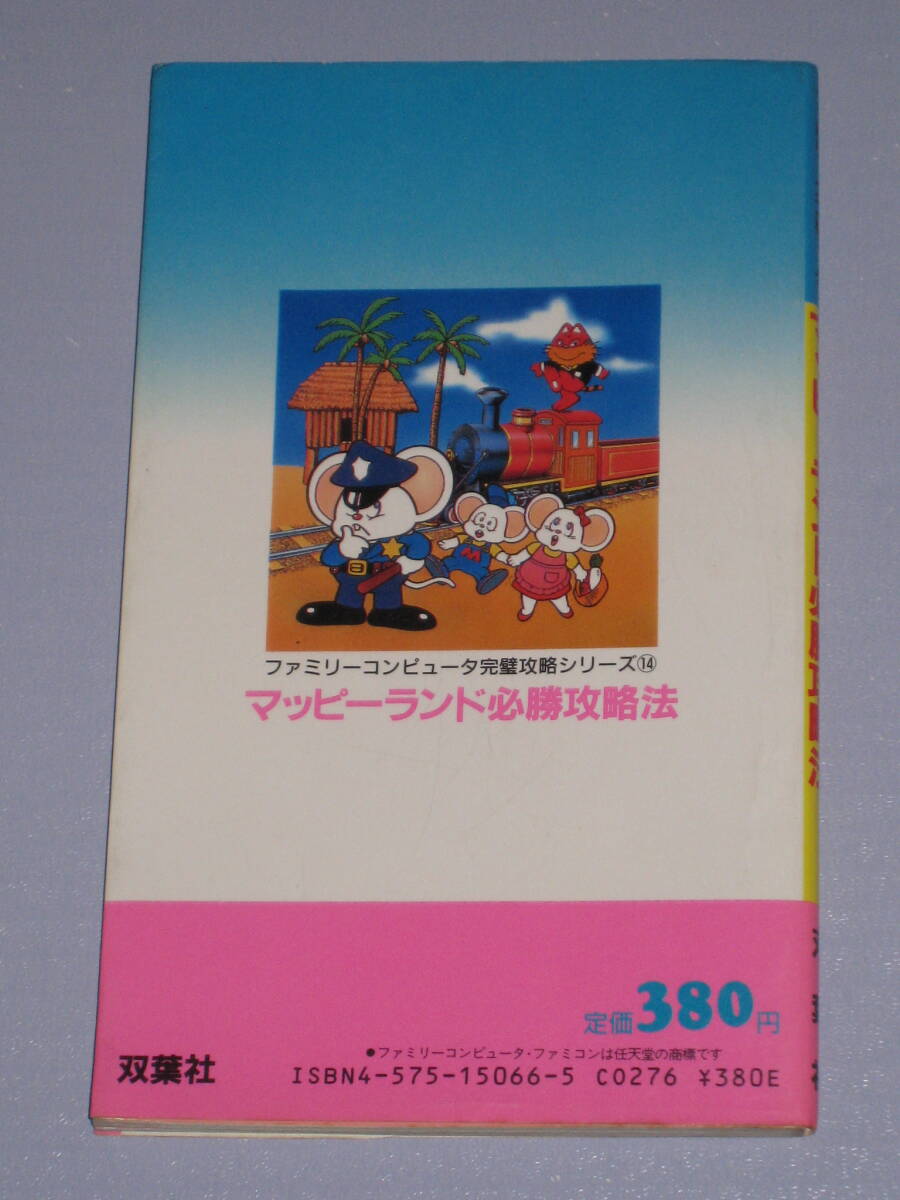 ファミリーコンピュータ完璧攻略シリーズ⑭
マッピーランド必勝攻略法
定価380円
●ファミリーコンピュータ・ファミコンは任天堂の商標です
双葉社
ISBN4-575-15066-5 C0276 ¥380E
M